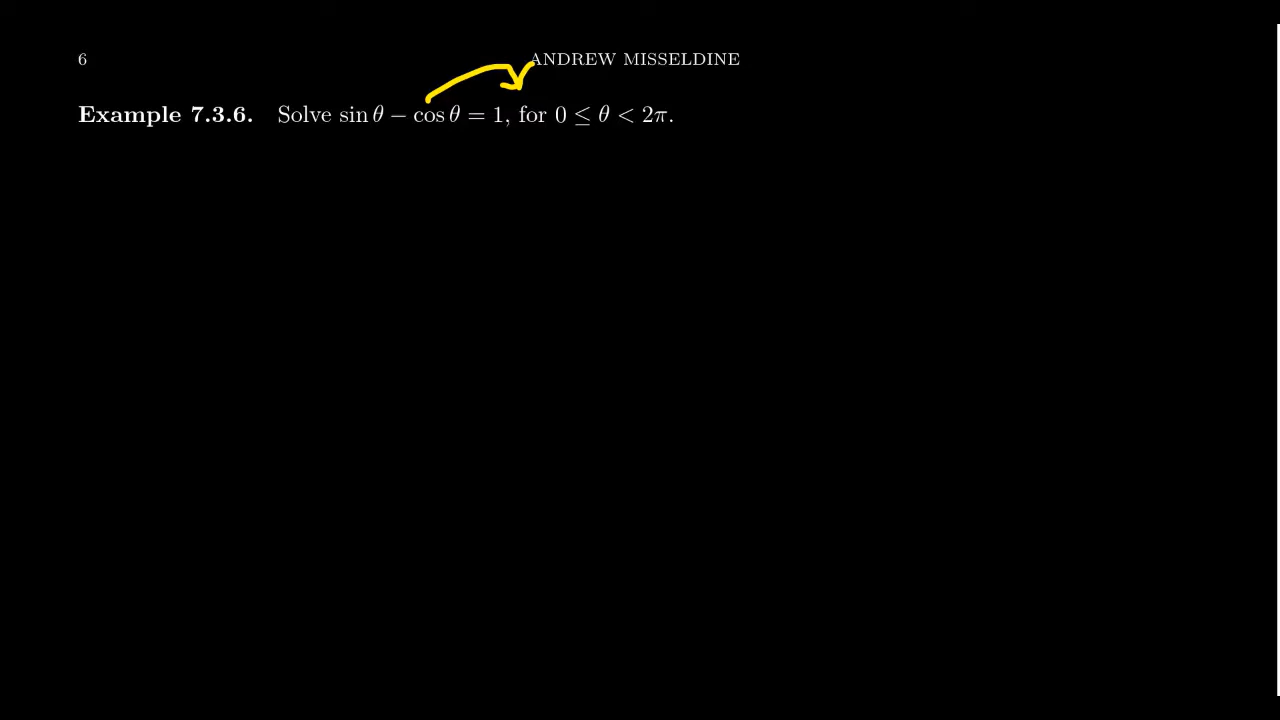 6 ANDREW MISSELDINE
Example 7.3.6. Solve sin θ − cos θ = 1, for 0 ≤ θ < 2π.